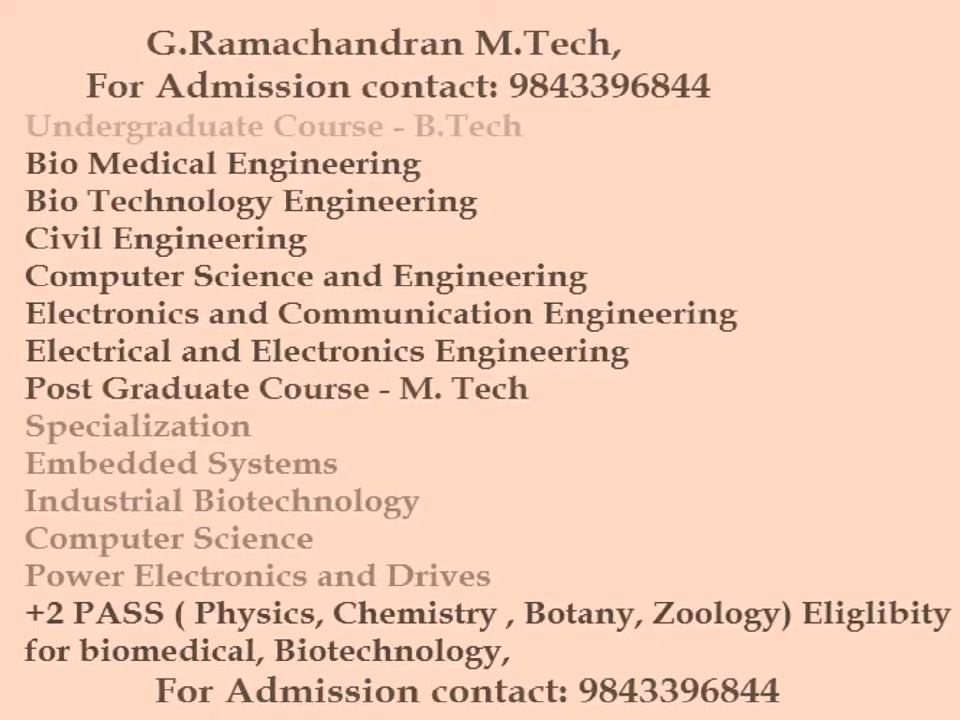 G.Ramachandran M.Tech,
For Admission contact: 9843396844
Undergraduate Course - B.Tech
Bio Medical Engineering
Bio Technology Engineering
Civil Engineering
Computer Science and Engineering
Electronics and Communication Engineering
Electrical and Electronics Engineering
Post Graduate Course - M. Tech
Specialization
Embedded Systems
Industrial Biotechnology
Computer Science
Power Electronics and Drives
+2 PASS ( Physics, Chemistry , Botany, Zoology) Eliglibity
for biomedical, Biotechnology,
For Admission contact: 9843396844